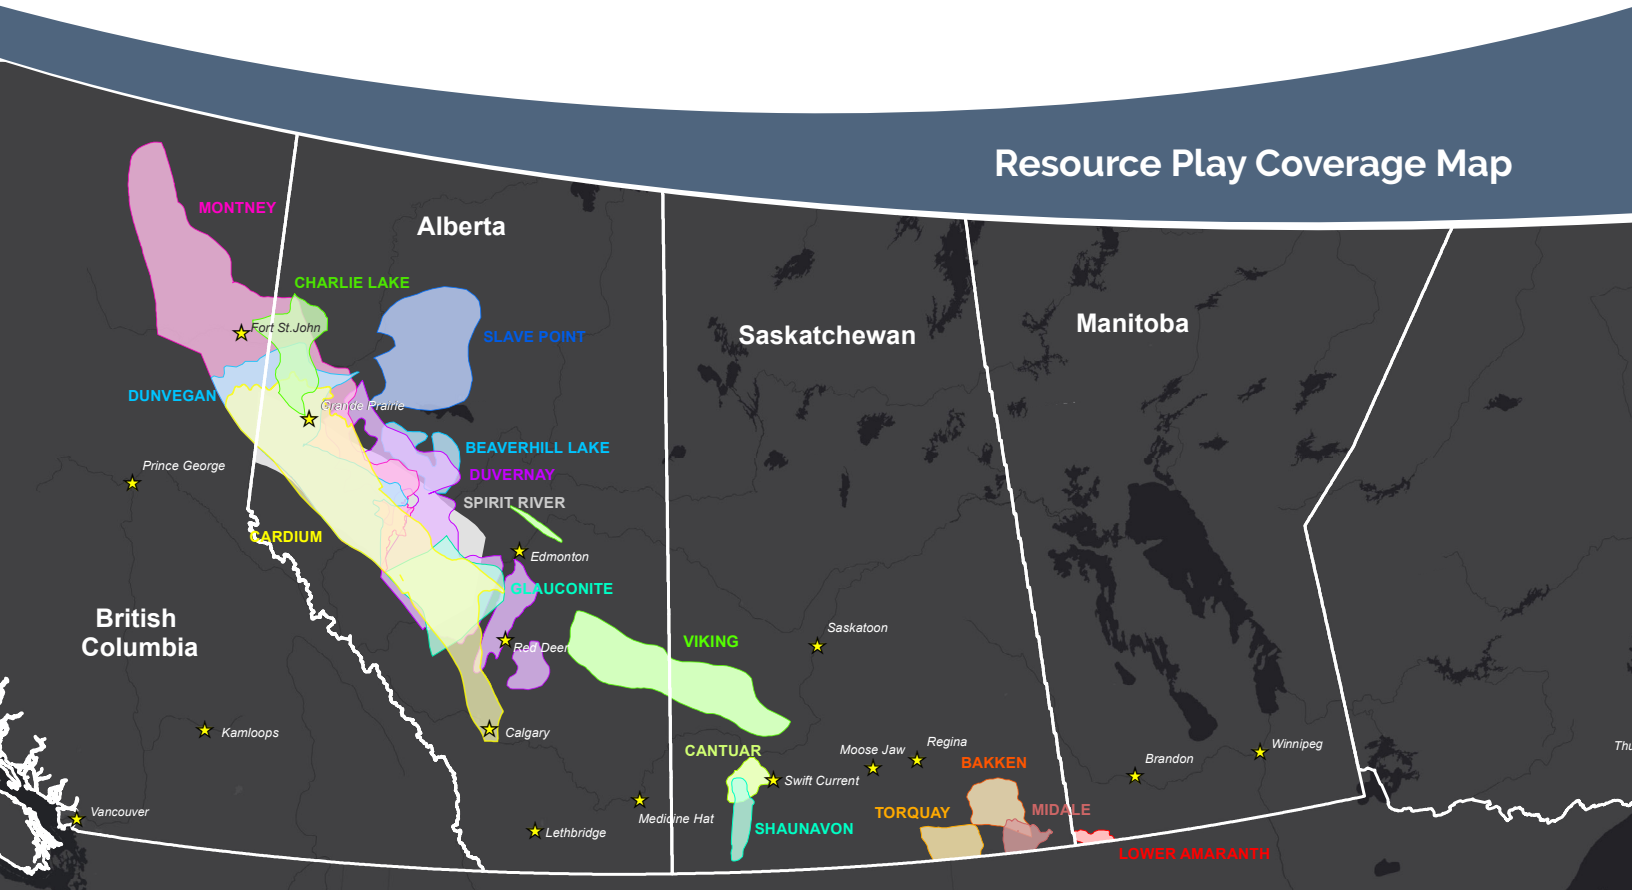 Resource Play Coverage Map
MONTNEY
Alberta
CHARLIE LAKE
Fort St.John
SLAVE POINT
Saskatchewan
Manitoba
DUNVEGAN
Grande Prairie
BEAVERHILL LAKE
Prince George
DUVERNAY
SPIRIT RIVER
CARDIUM
Edmonton
GLAUCONITE
British
Columbia
Red Deer
VIKING
Saskatoon
Kamloops
Calgary
CANTUAR
Moose Jaw
Regina
BAKKEN
Brandon
Winnipeg
Thu
Swift Current
Vancouver
Medicine Hat
Lethbridge
SHAUNAVON
TORQUAY
MIDALE
LOWER AMARANTH